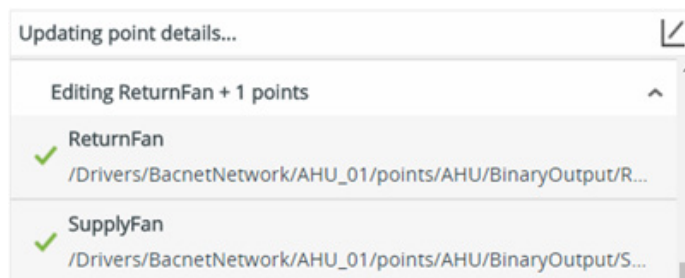 Updating point details...
Editing ReturnFan + 1 points
ReturnFan
/Drivers/BacnetNetwork/AHU_01/points/AHU/BinaryOutput/R...
SupplyFan
/Drivers/BacnetNetwork/AHU_01/points/AHU/BinaryOutput/S...